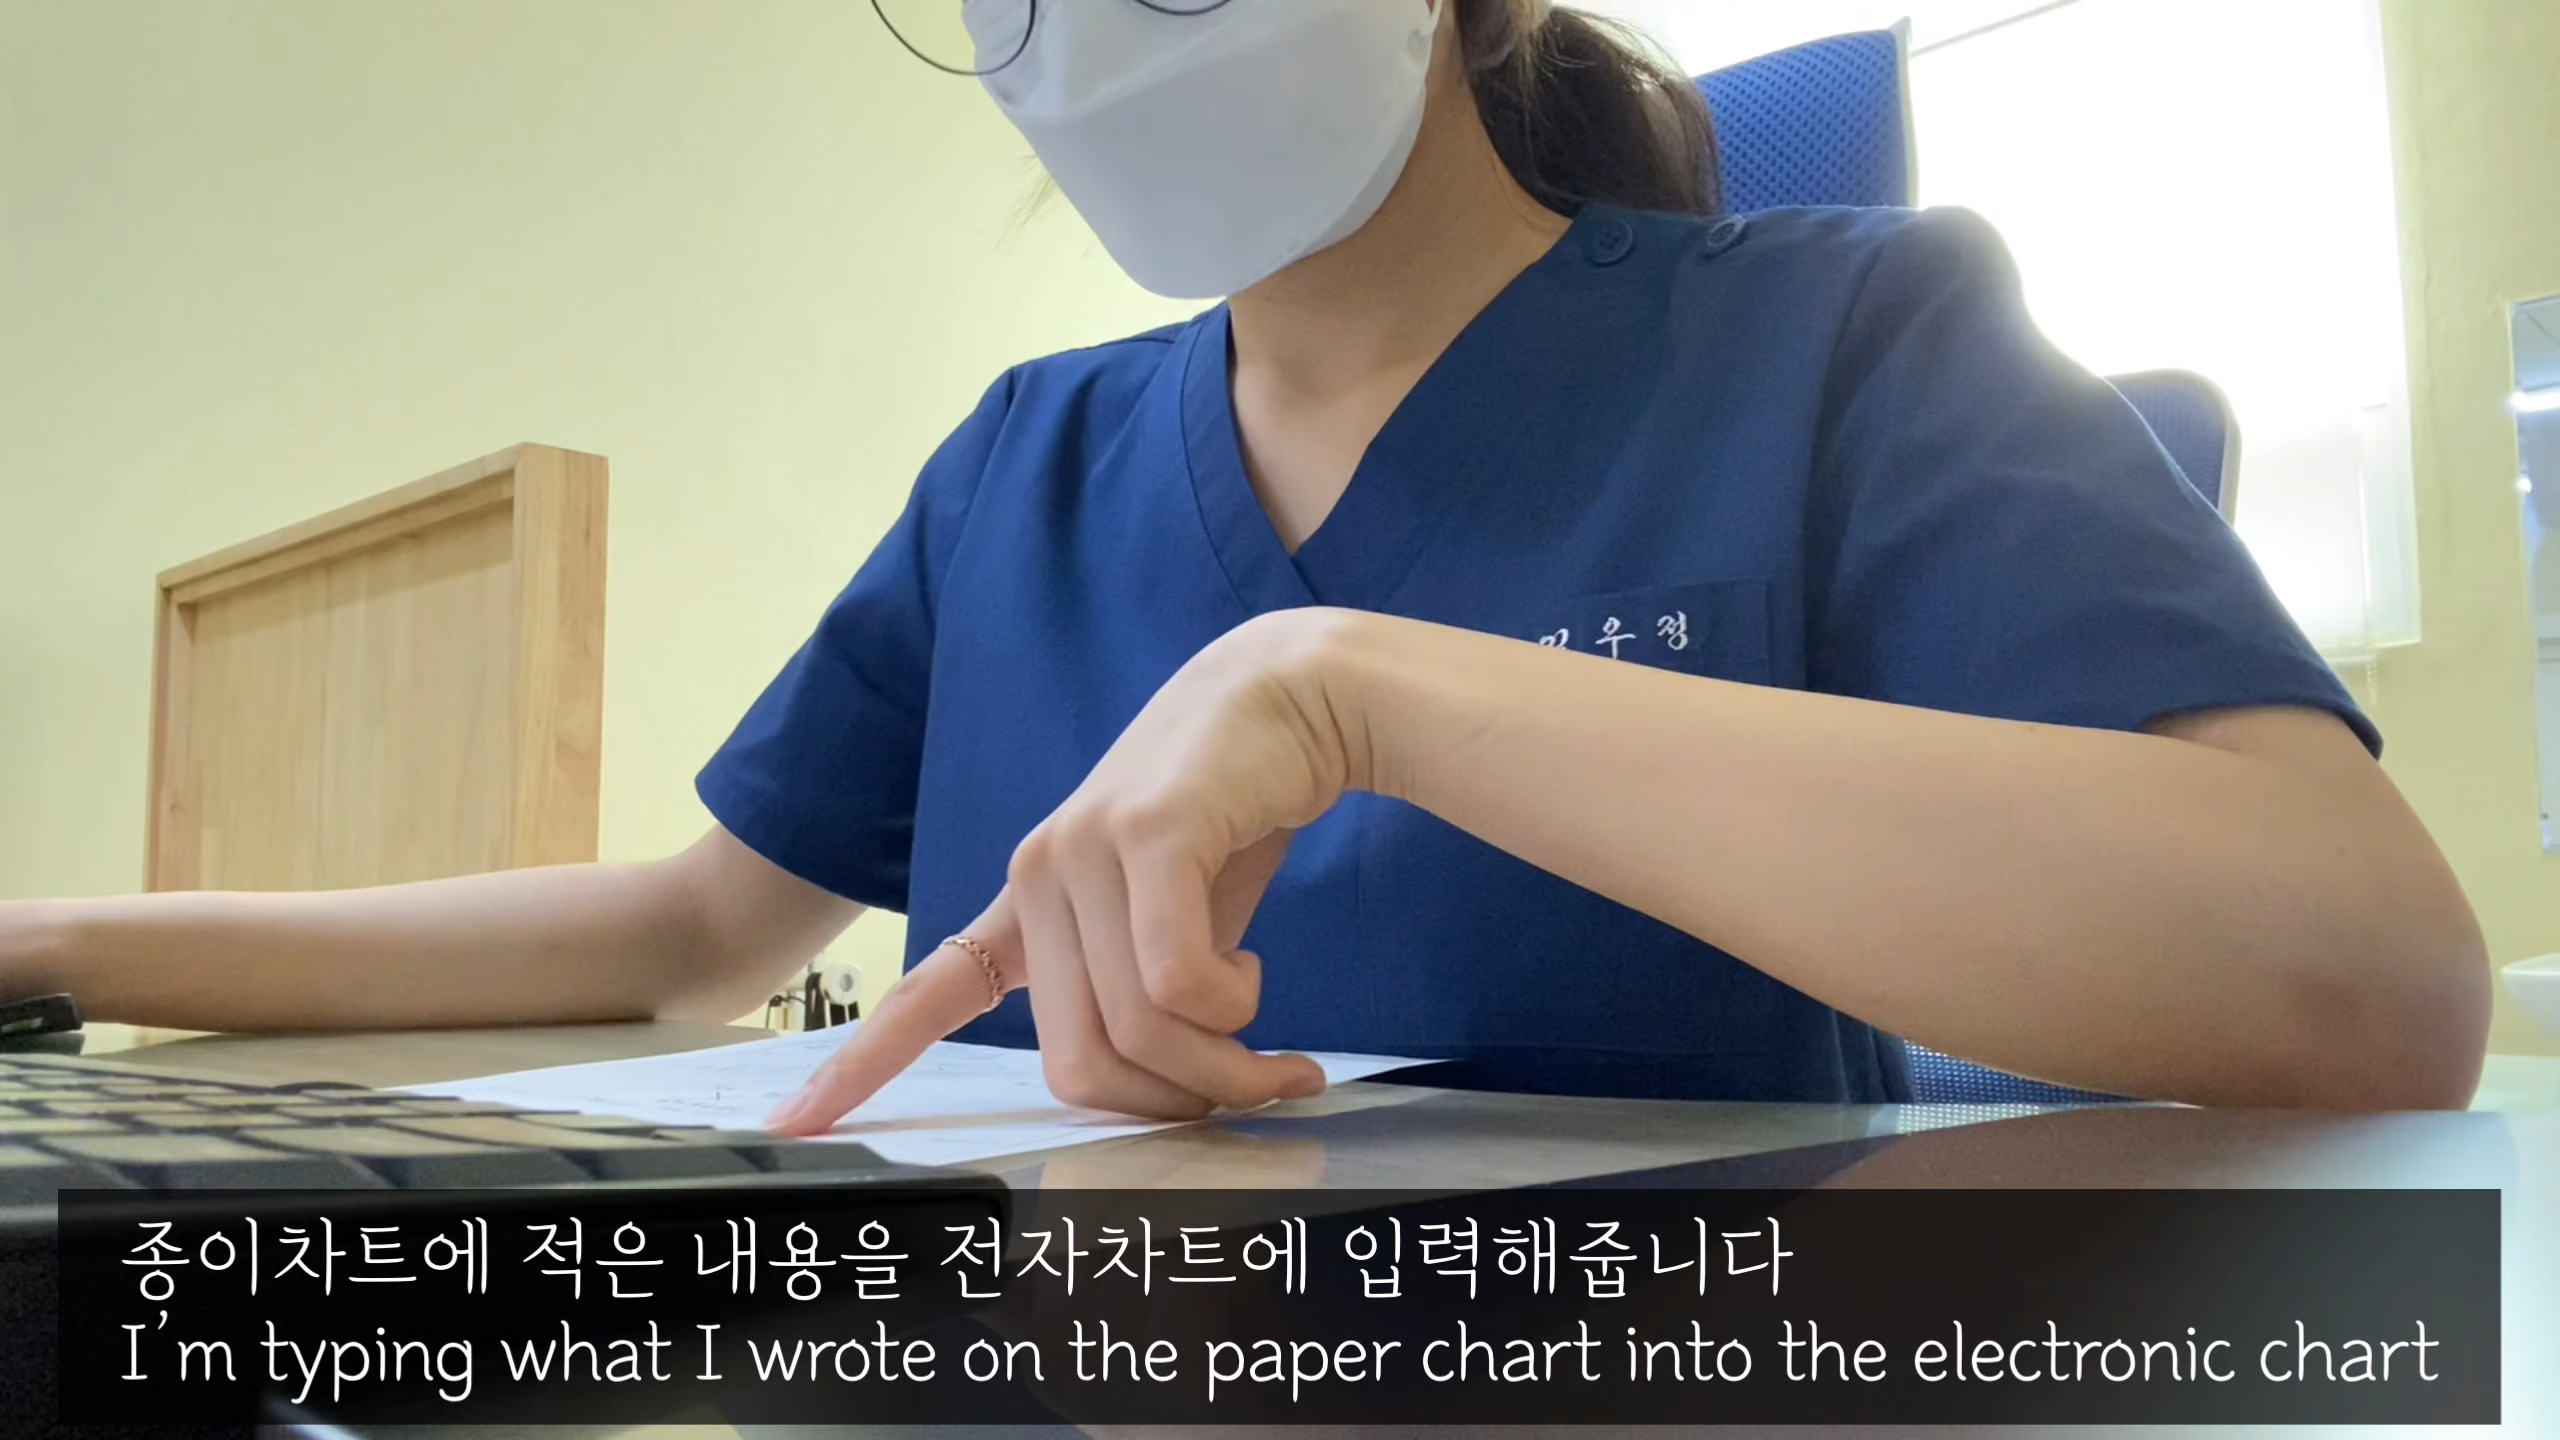 우정
종이차트에 적은 내용을 전자차트에 입력해줍니다
I'm typing what I wrote on the paper chart into the electronic chart